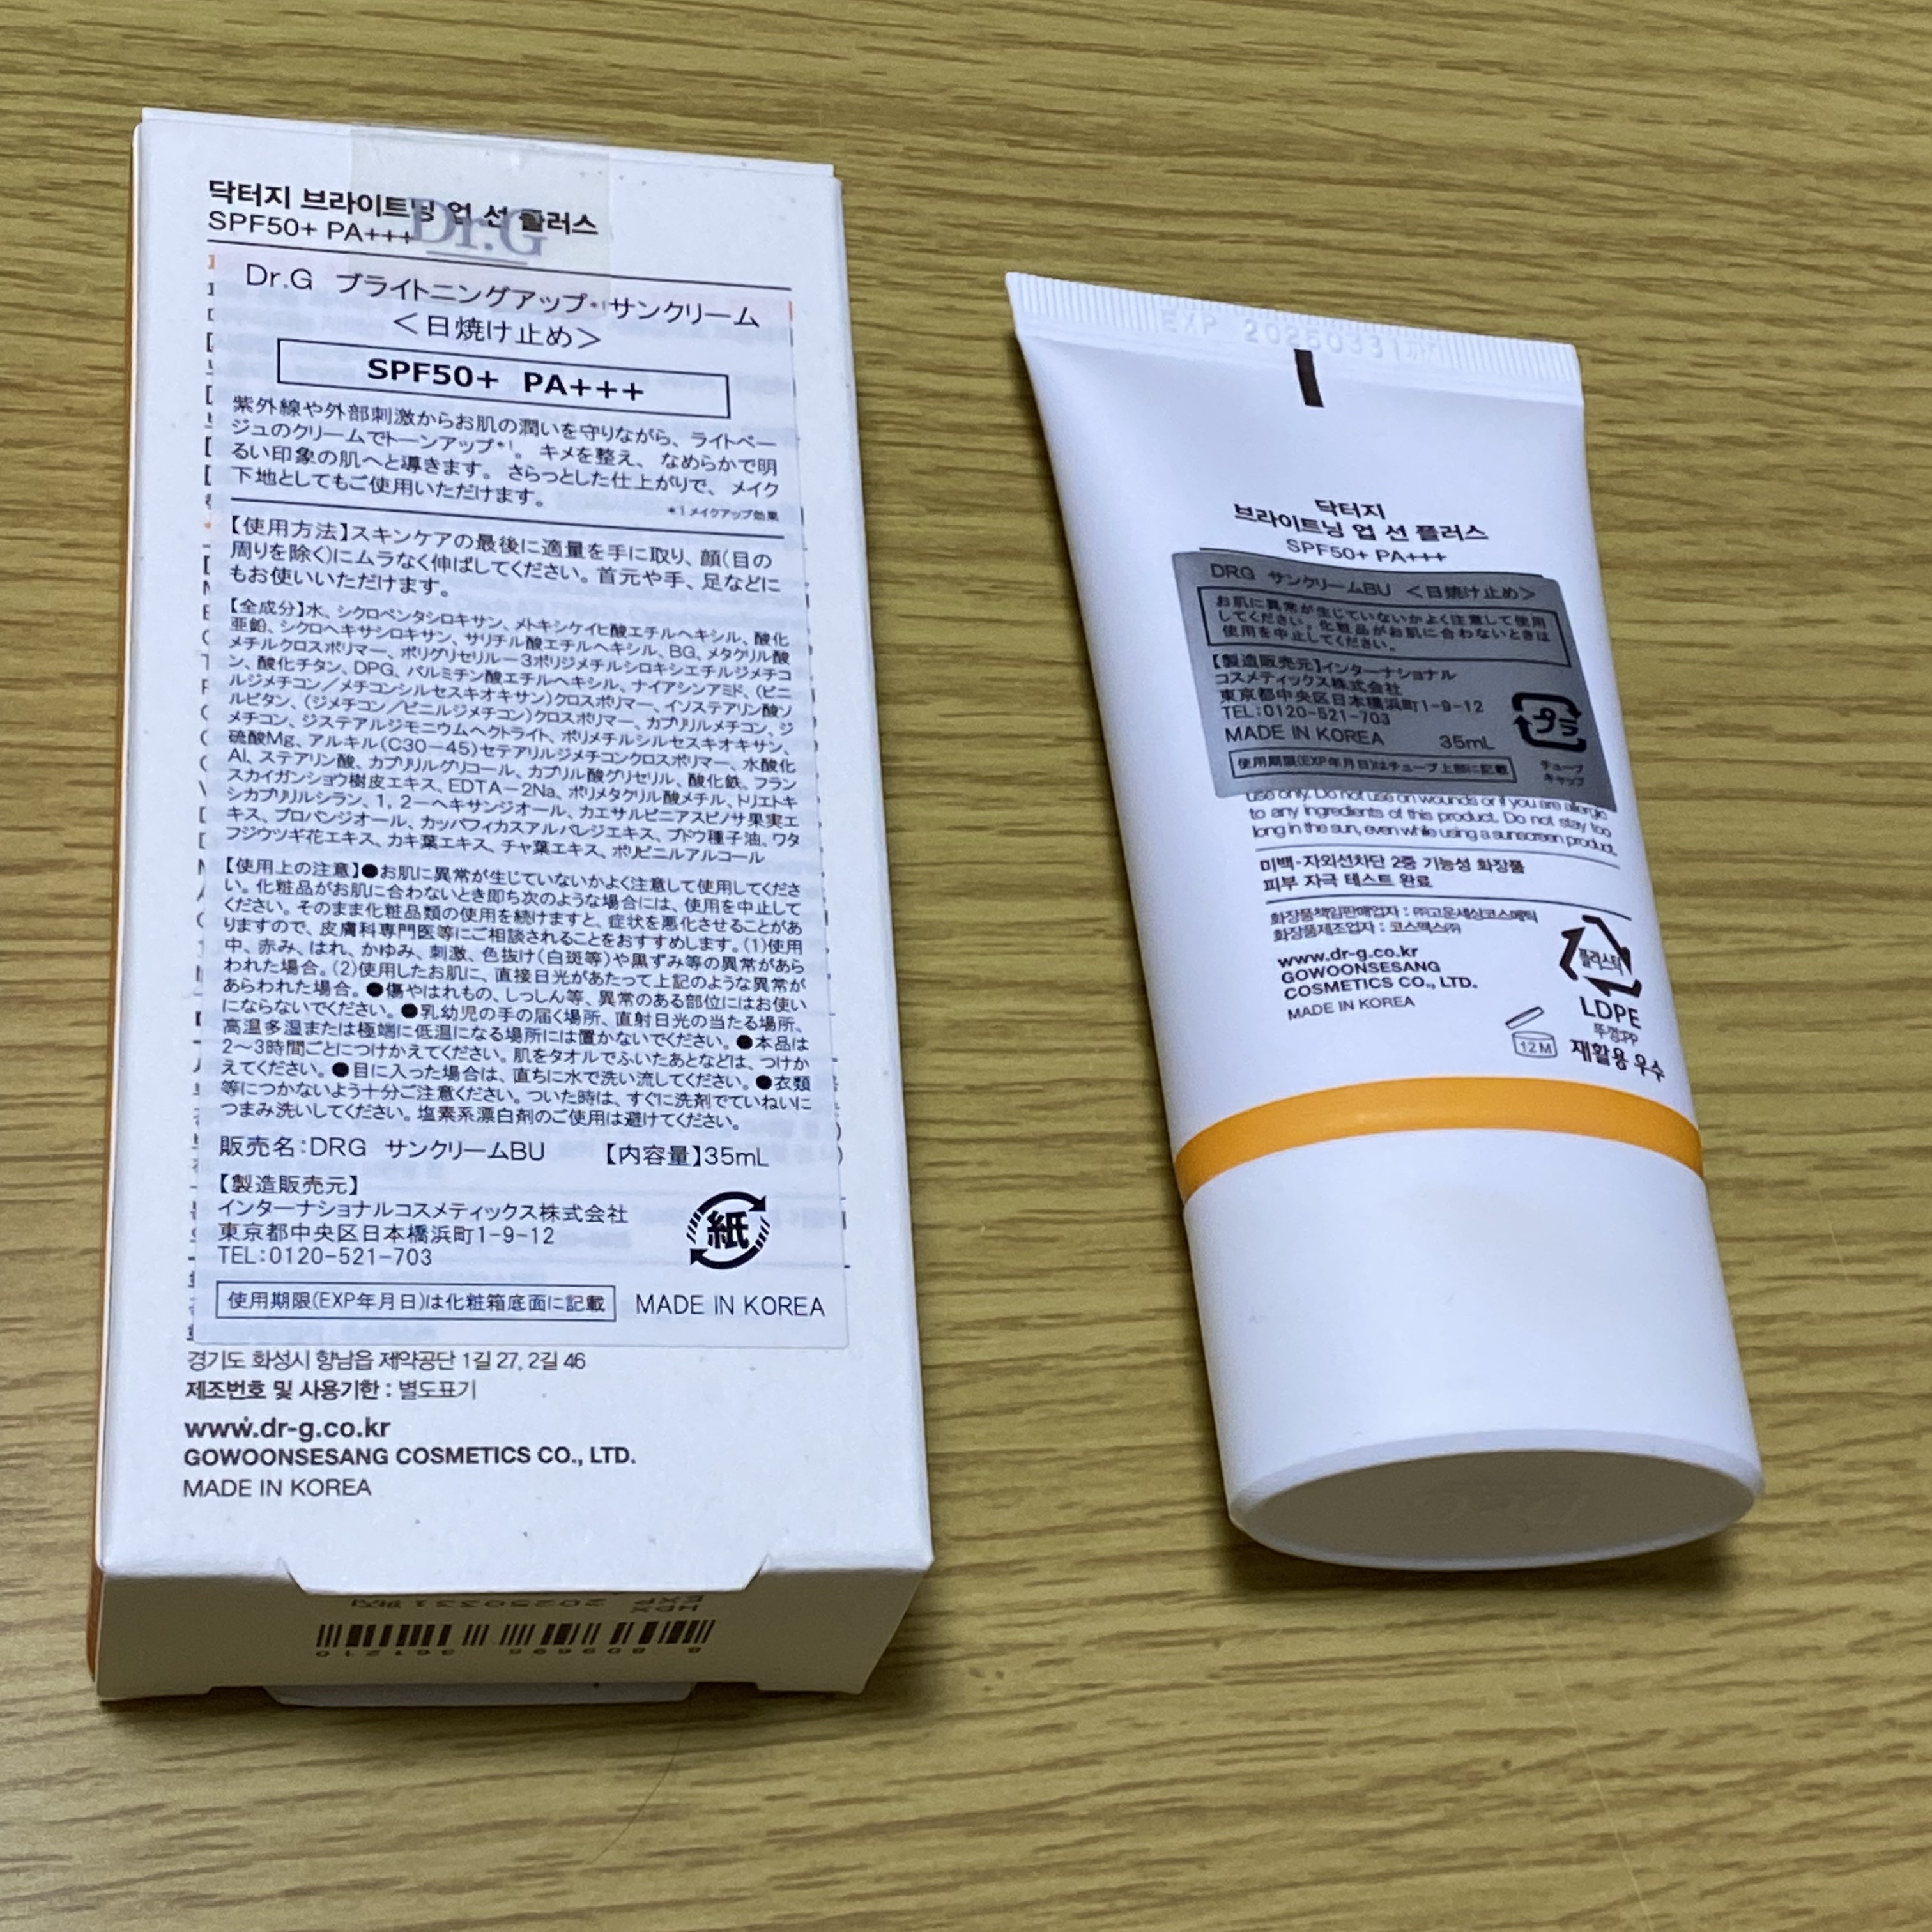 닥터지 브라이트닝 업 선 플러스
SPF50+ PA+++
Dr.G
Dr.G ブライトニングアップ*¹サンクリーム
＜日焼け止め＞
SPF50+ PA+++
紫外線や外部刺激からお肌の潤いを守りながら、ライトベー
ジュのクリームでトーンアップ*¹。キメを整え、なめらかで明
るい印象の肌へと導きます。さらっとした仕上がりで、メイク
下地としてもご使用いただけます。
*1メイクアップ効果
【使用方法】スキンケアの最後に適量を手に取り、顔(目の
周りを除く)にムラなく伸ばしてください。首元や手、足などに
もお使いいただけます。
【全成分】水、シクロペンタシロキサン、メトキシケイヒ酸エチルヘキシル、酸化
亜鉛、シクロヘキサシロキサン、サリチル酸エチルヘキシル、BG、メタクリル酸
メチルクロスポリマー、ポリグリセリル－3ポリジメチルシロキシエチルジメチコ
ン、酸化チタン、DPG、パルミチン酸エチルヘキシル、ナイアシンアミド、(ビニ
ルジメチコン／メチコンシルセスキオキサン)クロスポリマー、イソステアリン酸ソ
ルビタン、(ジメチコン／ビニルジメチコン)クロスポリマー、カプリリルメチコン、ジ
メチコン、ジステアルジモニウムヘクトライト、ポリメチルシルセスキオキサン、
硫酸Mg、アルキル(C30－45)セテアリルジメチコンクロスポリマー、水酸化
Al、ステアリン酸、カプリリルグリコール、カプリル酸グリセリル、酸化鉄、フラン
スカイガンショウ樹皮エキス、EDTA－2Na、ポリメタクリル酸メチル、トリエトキ
シカプリリルシラン、1，2－ヘキサンジオール、カエサルピニアスピノサ果実エ
キス、プロパンジオール、カッパフィカスアルバレジエキス、ブドウ種子油、ワタ
フジウツギ花エキス、カキ葉エキス、チャ葉エキス、ポリビニルアルコール
【使用上の注意】●お肌に異常が生じていないかよく注意して使用してくださ
い。化粧品がお肌に合わないとき即ち次のような場合には、使用を中止して
ください。そのまま化粧品類の使用を続けますと、症状を悪化させることがあ
りますので、皮膚科専門医等にご相談されることをおすすめします。(1)使用
中、赤み、はれ、かゆみ、刺激、色抜け(白斑等)や黒ずみ等の異常があら
われた場合。(2)使用したお肌に、直接日光があたって上記のような異常が
あらわれた場合。●傷やはれもの、しっしん等、異常のある部位にはお使い
にならないでください。●乳幼児の手の届く場所、直射日光の当たる場所、
高温多湿または極端に低温になる場所には置かないでください。●本品は
2～3時間ごとにつけかえてください。肌をタオルでふいたあとなどは、つけか
えてください。●目に入った場合は、直ちに水で洗い流してください。●衣類
等につかないよう十分ご注意ください。ついた時は、すぐに洗剤でていねいに
つまみ洗いしてください。塩素系漂白剤のご使用は避けてください。
販売名：DRG サンクリームBU 【内容量】35mL
【製造販売元】
インターナショナルコスメティックス株式会社
東京都中央区日本橋浜町1-9-12
TEL：0120-521-703
紙
使用期限(EXP年月日)は化粧箱底面に記載 MADE IN KOREA
경기도 화성시 향남읍 제약공단 1길 27, 2길 46
제조번호 및 사용기한 : 별도표기
www.dr-g.co.kr
GOWOONSESANG COSMETICS CO., LTD.
MADE IN KOREA
EXP 20250331까지
8 809695 361210
EXP 20250331까지
닥터지
브라이트닝 업 선 플러스
SPF50+ PA+++
DRG サンクリームBU ＜日焼け止め＞
お肌に異常が生じていないかよく注意して使用
してください。化粧品がお肌に合わないときは
使用を中止してください。
【製造販売元】インターナショナル
コスメティックス株式会社
東京都中央区日本橋浜町1-9-12
TEL：0120-521-703
MADE IN KOREA 35mL
プラ
チューブ
キャップ
使用期限(EXP年月日)はチューブ上部に記載
use only. Do not use on wounds or if you are allergic
to any ingredients of this product. Do not stay too
long in the sun, even while using a sunscreen product.
미백·자외선차단 2중 기능성 화장품
피부 자극 테스트 완료
화장품책임판매업자 : ㈜고운세상코스메틱
화장품제조업자 : 코스맥스㈜
www.dr-g.co.kr
GOWOONSESANG
COSMETICS CO., LTD.
MADE IN KOREA
플라스틱
LDPE
뚜껑:PP
재활용 우수
12M